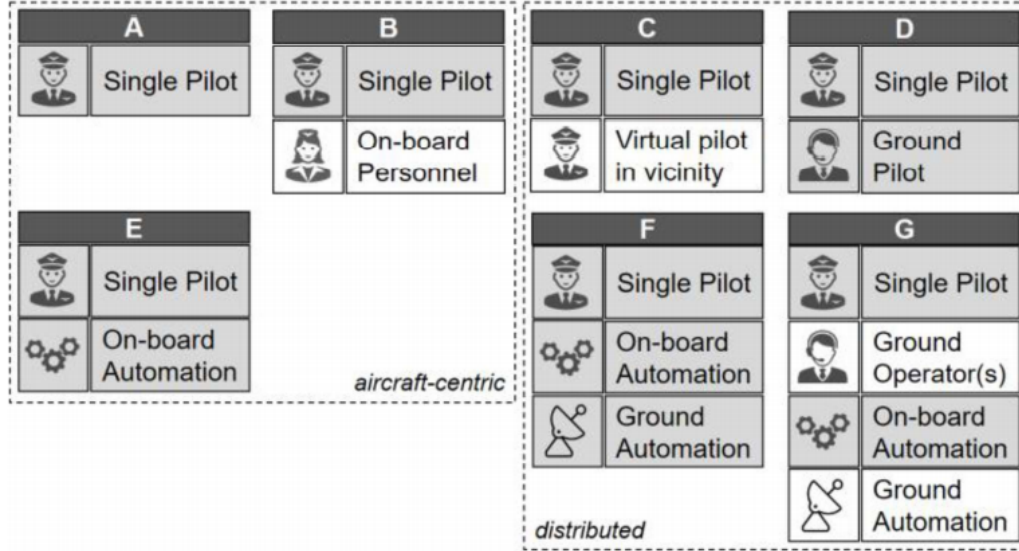 A
Single Pilot
B
Single Pilot
On-board
Personnel
E
Single Pilot
On-board
Automation
aircraft-centric
C
Single Pilot
Virtual pilot
in vicinity
D
Single Pilot
Ground
Pilot
F
Single Pilot
On-board
Automation
Ground
Automation
G
Single Pilot
Ground
Operator(s)
On-board
Automation
Ground
Automation
distributed